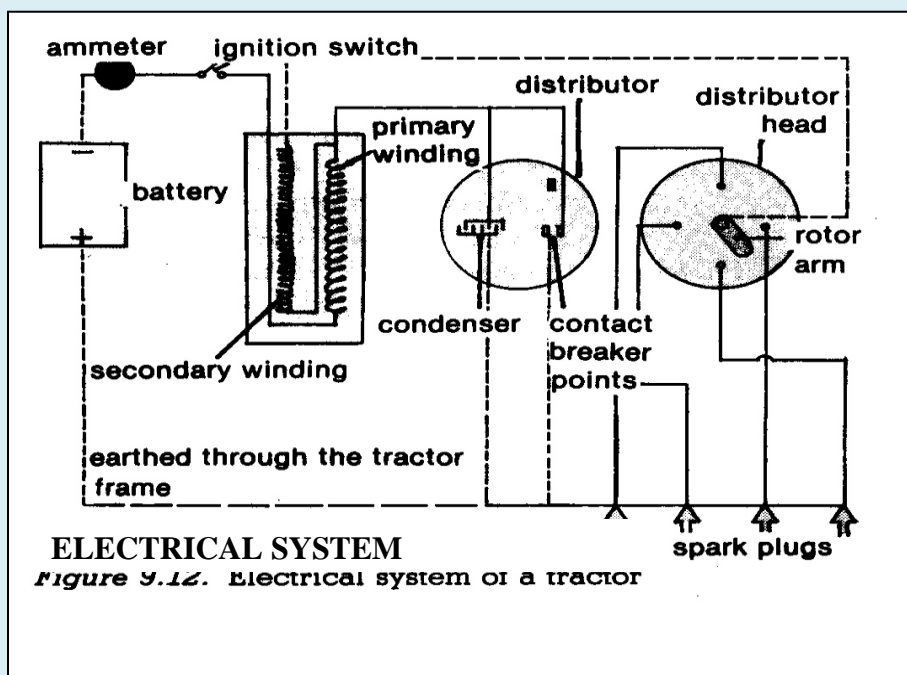 ammeter
ignition switch
distributor
distributor
head
primary
winding
−
battery
+
rotor
arm
condenser
contact
breaker
points
secondary winding
earthed through the tractor
frame
ELECTRICAL SYSTEM
spark plugs
Figure 9.12. Electrical system of a tractor